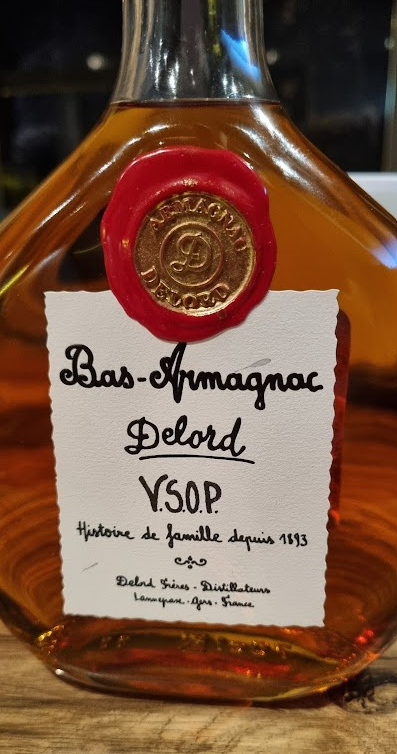 ARMAGNAC
D
DELORD
Bas-Armagnac
Delord
V.S.O.P.
Histoire de famille depuis 1893
Delord Frères - Distillateurs
Lannepax - Gers - France